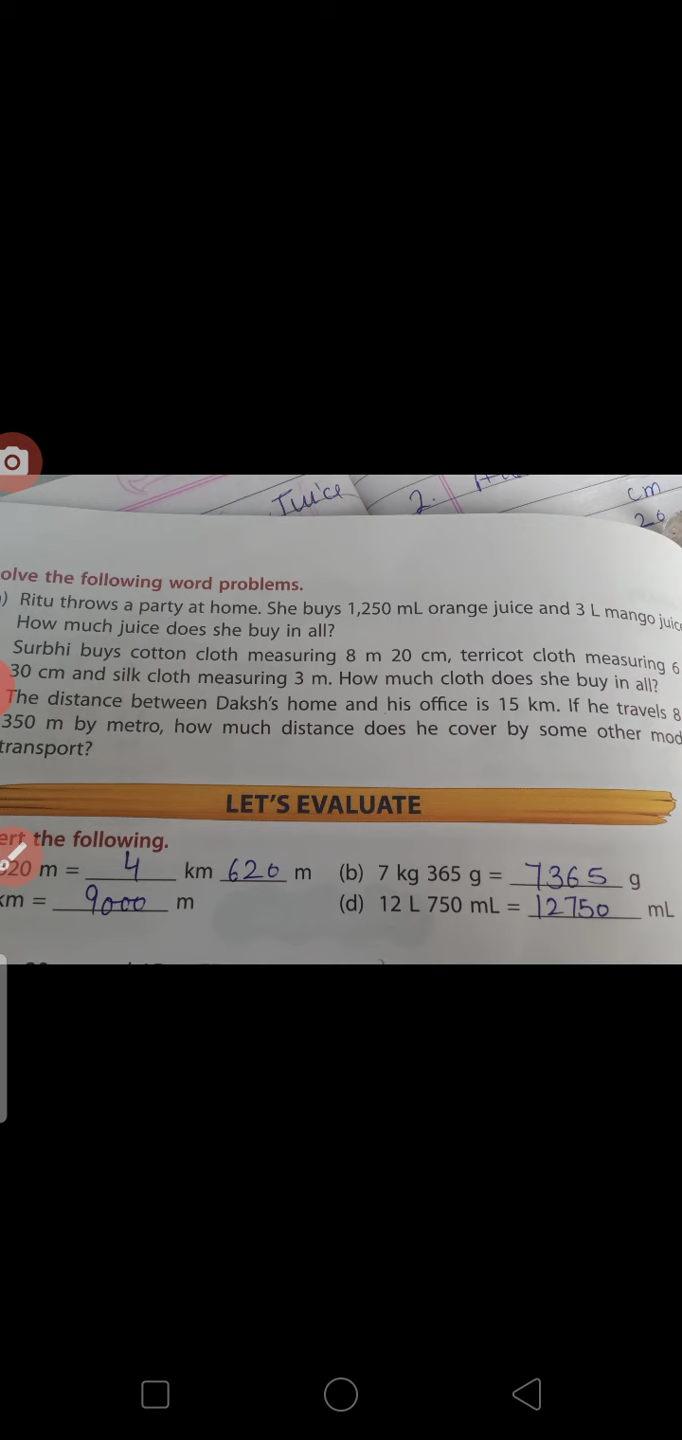 Juice 2.
cm
20
olve the following word problems.
) Ritu throws a party at home. She buys 1,250 mL orange juice and 3 L mango juic
How much juice does she buy in all?
Surbhi buys cotton cloth measuring 8 m 20 cm, terricot cloth measuring 6
30 cm and silk cloth measuring 3 m. How much cloth does she buy in all?
The distance between Daksh's home and his office is 15 km. If he travels 8
350 m by metro, how much distance does he cover by some other mod
transport?
LET'S EVALUATE
ert the following.
620 m = 4 km 620 m (b) 7 kg 365 g = 7365 g
km = 9000 m (d) 12 L 750 mL = 12750 mL